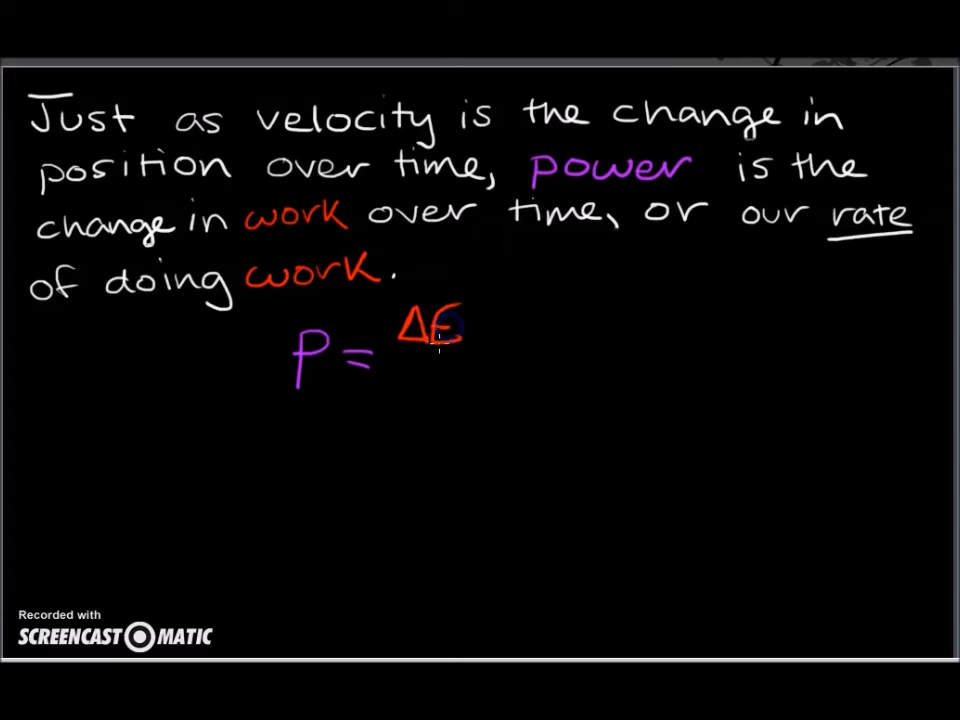 Just as velocity is the change in
position over time, power is the
change in work over time, or our rate
of doing work.
P = ΔE
Recorded with
SCREENCAST MATIC